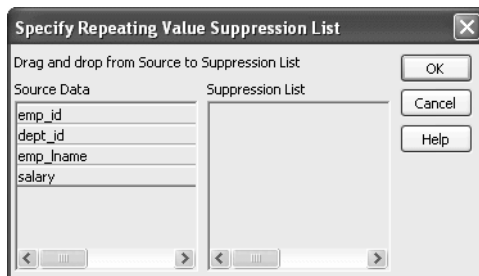 Specify Repeating Value Suppression List
Drag and drop from Source to Suppression List
Source Data
Suppression List
emp_id
dept_id
emp_lname
salary
OK
Cancel
Help